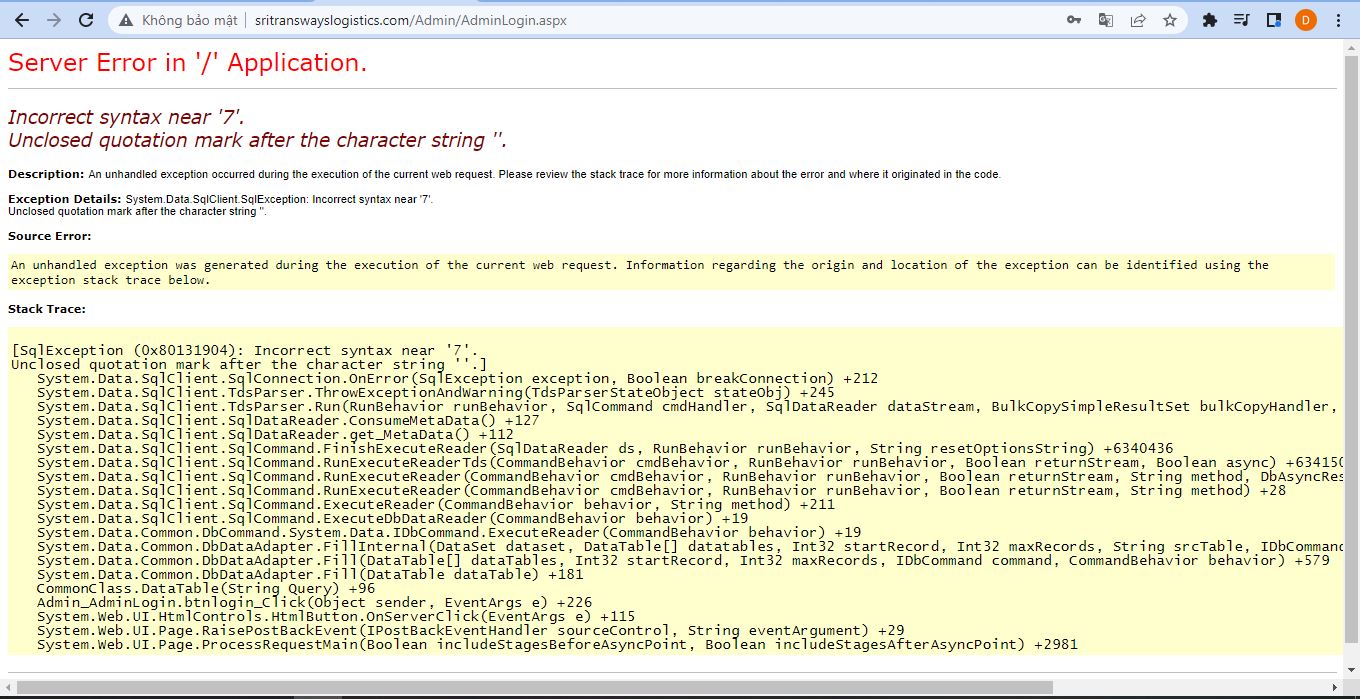 Không bảo mật
sritranswayslogistics.com/Admin/AdminLogin.aspx
D
Server Error in '/' Application.
Incorrect syntax near '7'.
Unclosed quotation mark after the character string ''.
Description: An unhandled exception occurred during the execution of the current web request. Please review the stack trace for more information about the error and where it originated in the code.
Exception Details: System.Data.SqlClient.SqlException: Incorrect syntax near '7'.
Unclosed quotation mark after the character string ''.
Source Error:
An unhandled exception was generated during the execution of the current web request. Information regarding the origin and location of the exception can be identified using the
exception stack trace below.
Stack Trace:
[SqlException (0x80131904): Incorrect syntax near '7'.
Unclosed quotation mark after the character string ''.]
System.Data.SqlClient.SqlConnection.OnError(SqlException exception, Boolean breakConnection) +212
System.Data.SqlClient.TdsParser.ThrowExceptionAndWarning(TdsParserStateObject stateObj) +245
System.Data.SqlClient.TdsParser.Run(RunBehavior runBehavior, SqlCommand cmdHandler, SqlDataReader dataStream, BulkCopySimpleResultSet bulkCopyHandler,
System.Data.SqlClient.SqlDataReader.ConsumeMetaData() +127
System.Data.SqlClient.SqlDataReader.get_MetaData() +112
System.Data.SqlClient.SqlCommand.FinishExecuteReader(SqlDataReader ds, RunBehavior runBehavior, String resetOptionsString) +6340436
System.Data.SqlClient.SqlCommand.RunExecuteReaderTds(CommandBehavior cmdBehavior, RunBehavior runBehavior, Boolean returnStream, Boolean async) +634150
System.Data.SqlClient.SqlCommand.RunExecuteReader(CommandBehavior cmdBehavior, RunBehavior runBehavior, Boolean returnStream, String method, DbAsyncRes
System.Data.SqlClient.SqlCommand.RunExecuteReader(CommandBehavior cmdBehavior, RunBehavior runBehavior, Boolean returnStream, String method) +28
System.Data.SqlClient.SqlCommand.ExecuteReader(CommandBehavior behavior, String method) +211
System.Data.SqlClient.SqlCommand.ExecuteDbDataReader(CommandBehavior behavior) +19
System.Data.Common.DbCommand.System.Data.IDbCommand.ExecuteReader(CommandBehavior behavior) +19
System.Data.Common.DbDataAdapter.FillInternal(DataSet dataset, DataTable[] datatables, Int32 startRecord, Int32 maxRecords, String srcTable, IDbCommand
System.Data.Common.DbDataAdapter.Fill(DataTable[] dataTables, Int32 startRecord, Int32 maxRecords, IDbCommand command, CommandBehavior behavior) +579
System.Data.Common.DbDataAdapter.Fill(DataTable dataTable) +181
CommonClass.DataTable(String Query) +96
Admin_AdminLogin.btnlogin_Click(Object sender, EventArgs e) +226
System.Web.UI.HtmlControls.HtmlButton.OnServerClick(EventArgs e) +115
System.Web.UI.Page.RaisePostBackEvent(IPostBackEventHandler sourceControl, String eventArgument) +29
System.Web.UI.Page.ProcessRequestMain(Boolean includeStagesBeforeAsyncPoint, Boolean includeStagesAfterAsyncPoint) +2981